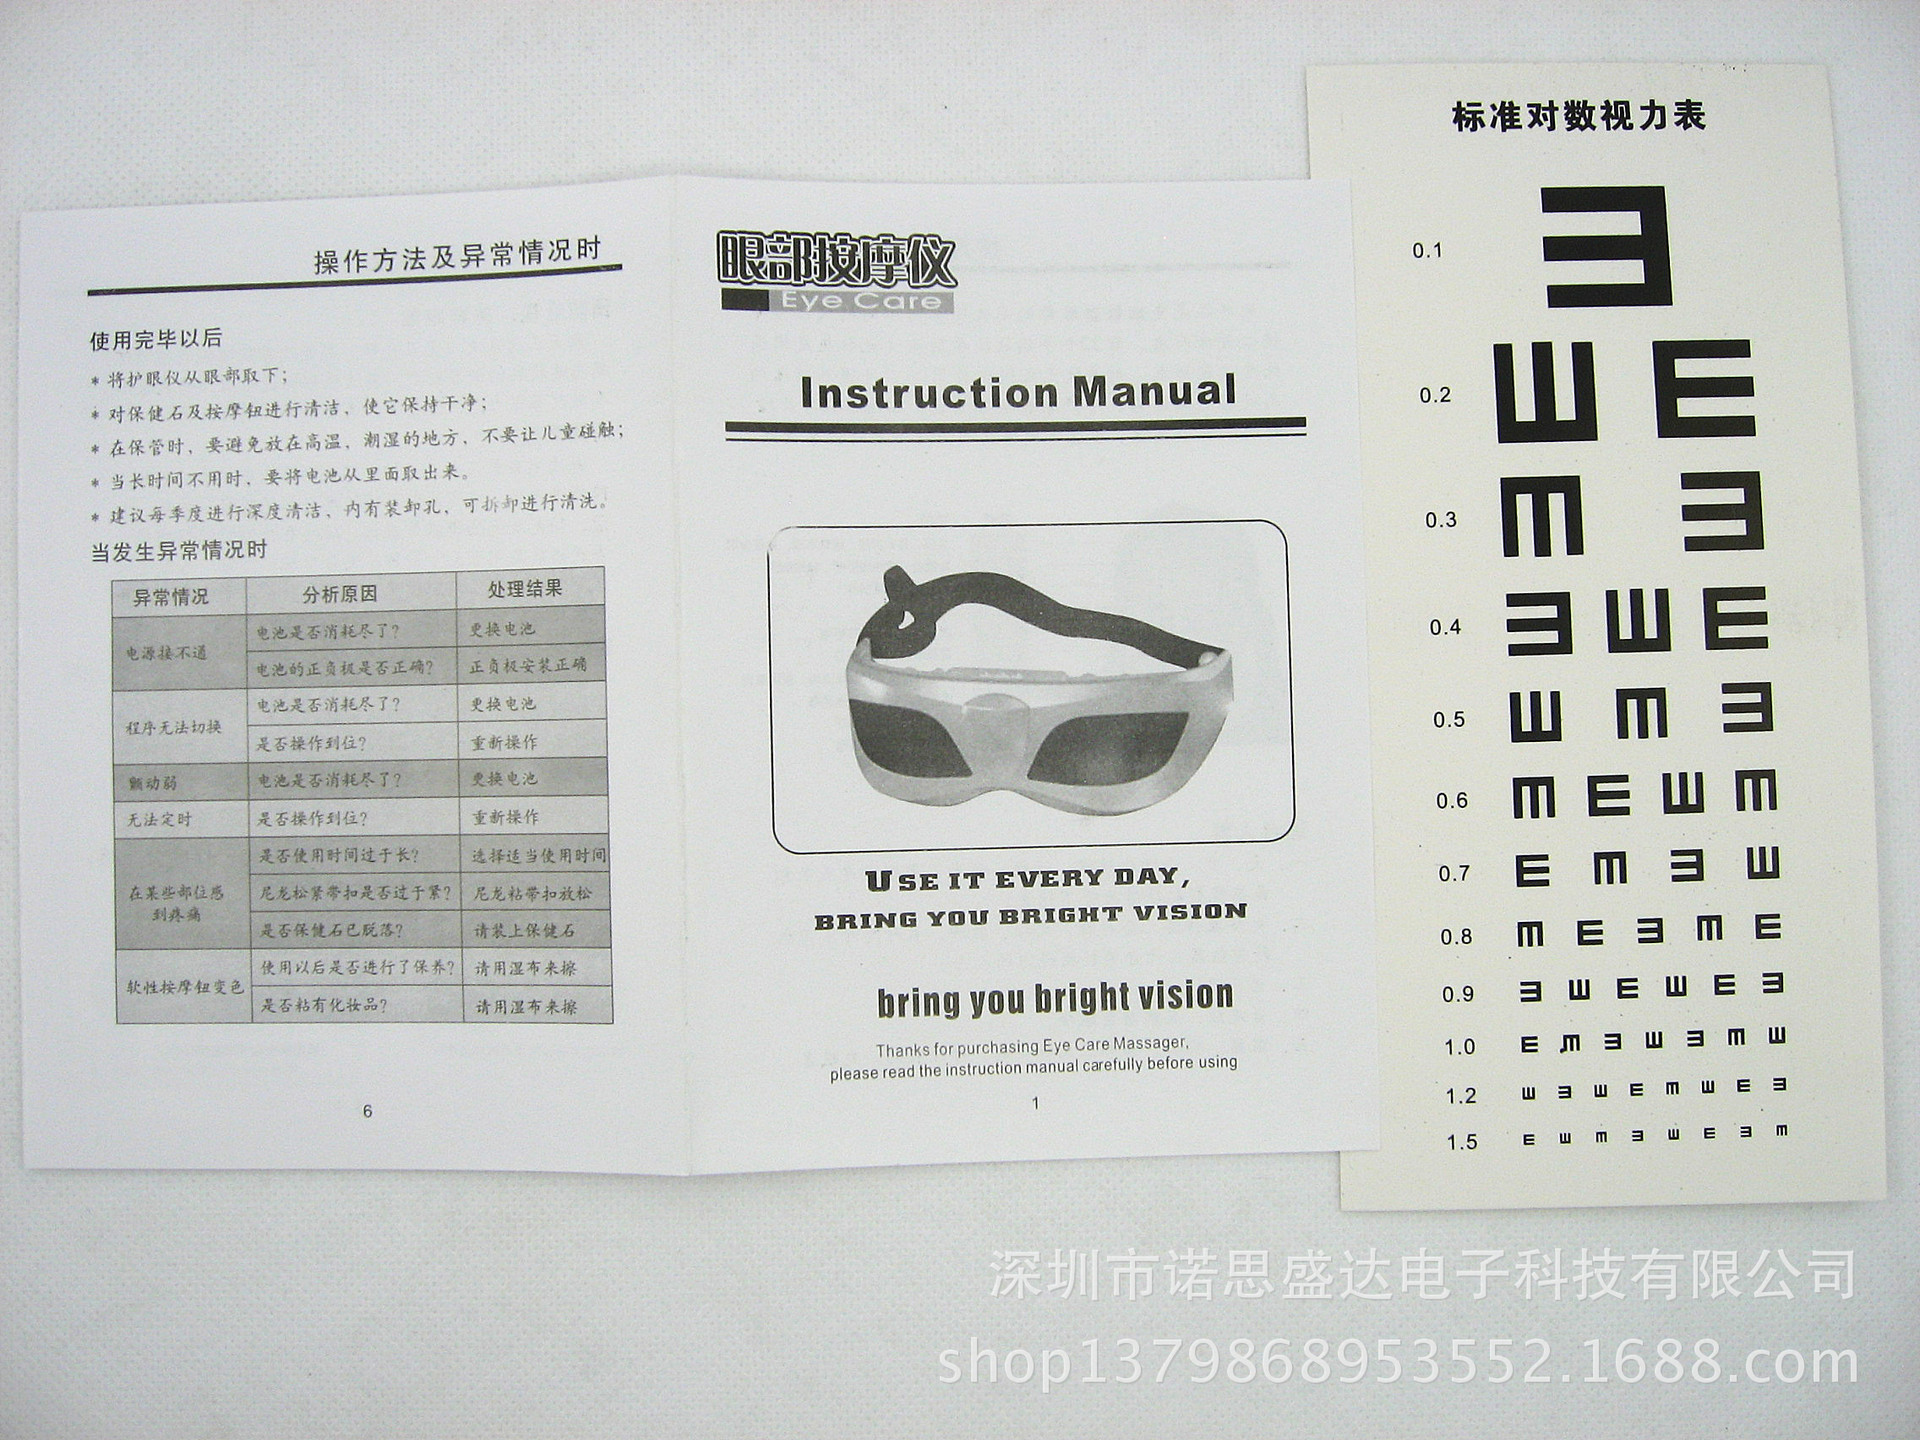 操作方法及异常情况时
使用完毕以后
* 将护眼仪从眼部取下;
* 对保健石及按摩钮进行清洁，使它保持干净;
* 在保管时，要避免放在高温，潮湿的地方，不要让儿童碰触;
* 当长时间不用时，要将电池从里面取出来。
* 建议每季度进行深度清洁，内有装卸孔，可拆卸进行清洗。
当发生异常情况时
异常情况 分析原因 处理结果
电源接不通
电池是否消耗尽了? 更换电池
电池的正负极是否正确? 正负极安装正确
程序无法切换
电池是否消耗尽了? 更换电池
是否操作到位? 重新操作
颤动弱 电池是否消耗尽了? 更换电池
无法定时 是否操作到位? 重新操作
在某些部位感
到疼痛
是否使用时间过于长? 选择适当使用时间
尼龙松紧带扣是否过于紧? 尼龙粘带扣放松
是否保健石已脱落? 请装上保健石
软性按摩钮变色
使用以后是否进行了保养? 请用湿布来擦
是否粘有化妆品? 请用湿布来擦
6
眼部按摩仪
Eye Care
Instruction Manual
USE IT EVERY DAY,
BRING YOU BRIGHT VISION
bring you bright vision
Thanks for purchasing Eye Care Massager,
please read the instruction manual carefully before using
1
标准对数视力表
0.1
0.2
0.3
0.4
0.5
0.6
0.7
0.8
0.9
1.0
1.2
1.5
深圳市诺思盛达电子科技有限公司
shop1379868953552.1688.com